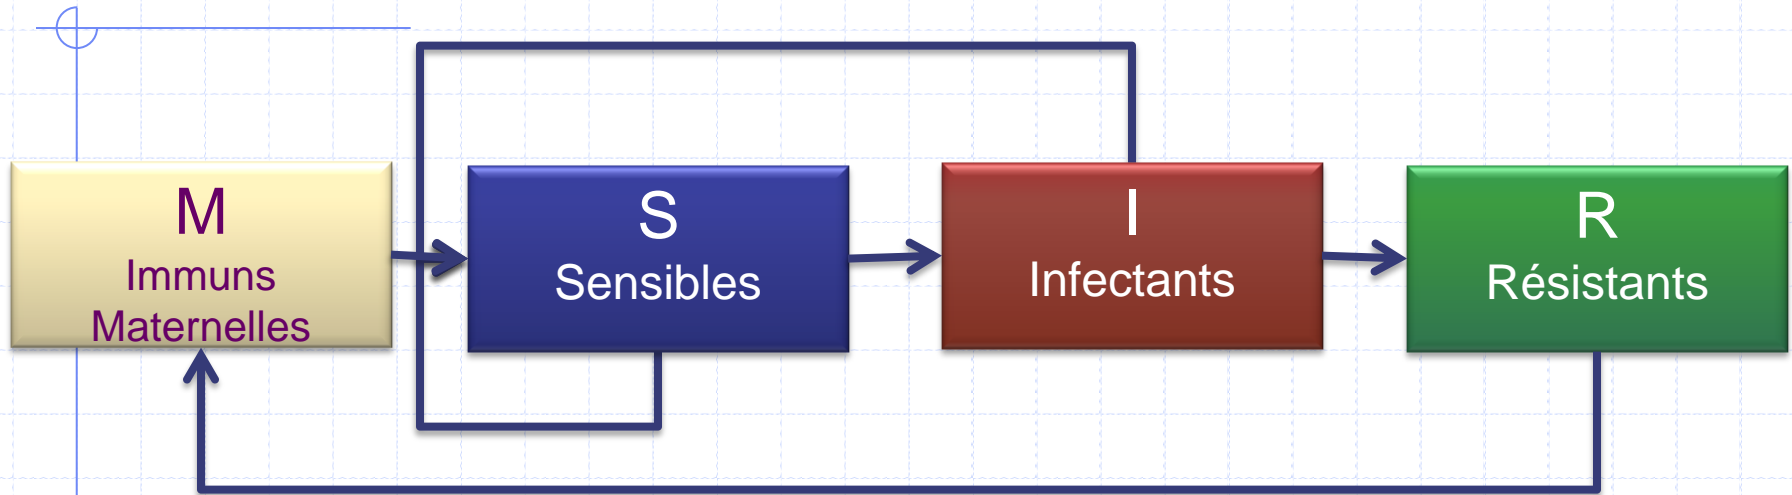 M
Immuns
Maternelles
S
Sensibles
I
Infectants
R
Résistants